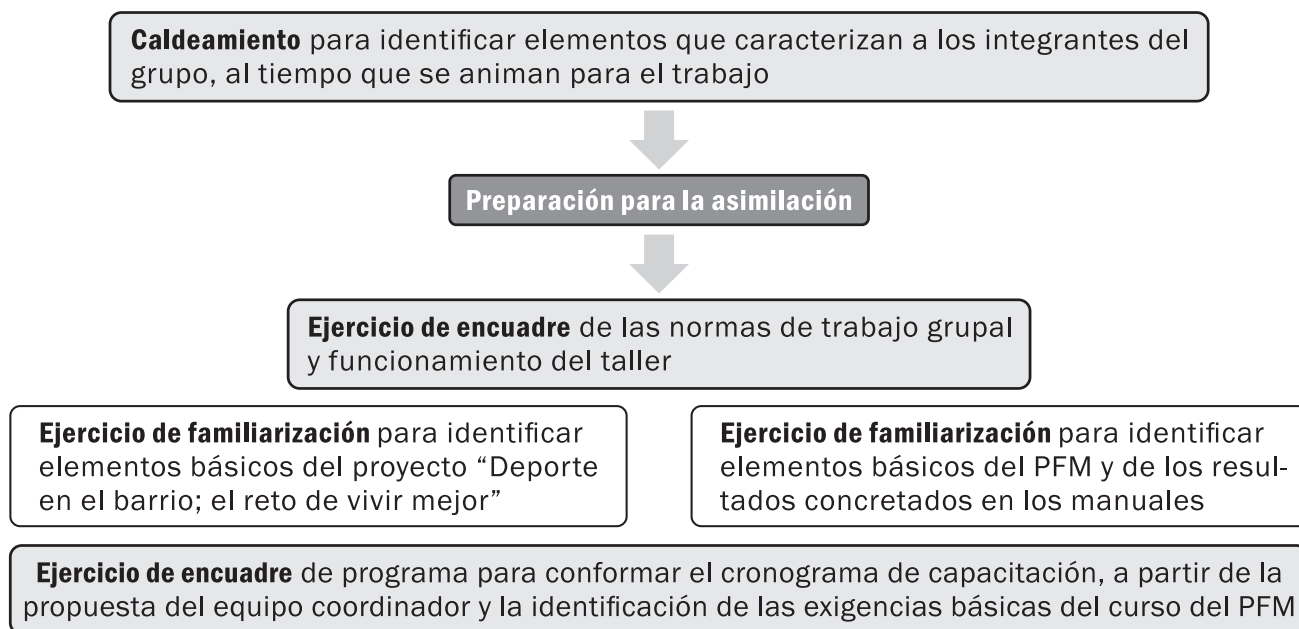 Caldeamiento para identificar elementos que caracterizan a los integrantes del
grupo, al tiempo que se animan para el trabajo
Preparación para la asimilación
Ejercicio de encuadre de las normas de trabajo grupal
y funcionamiento del taller
Ejercicio de familiarización para identificar
elementos básicos del proyecto “Deporte
en el barrio; el reto de vivir mejor”
Ejercicio de familiarización para identificar
elementos básicos del PFM y de los resul-
tados concretados en los manuales
Ejercicio de encuadre de programa para conformar el cronograma de capacitación, a partir de la
propuesta del equipo coordinador y la identificación de las exigencias básicas del curso del PFM